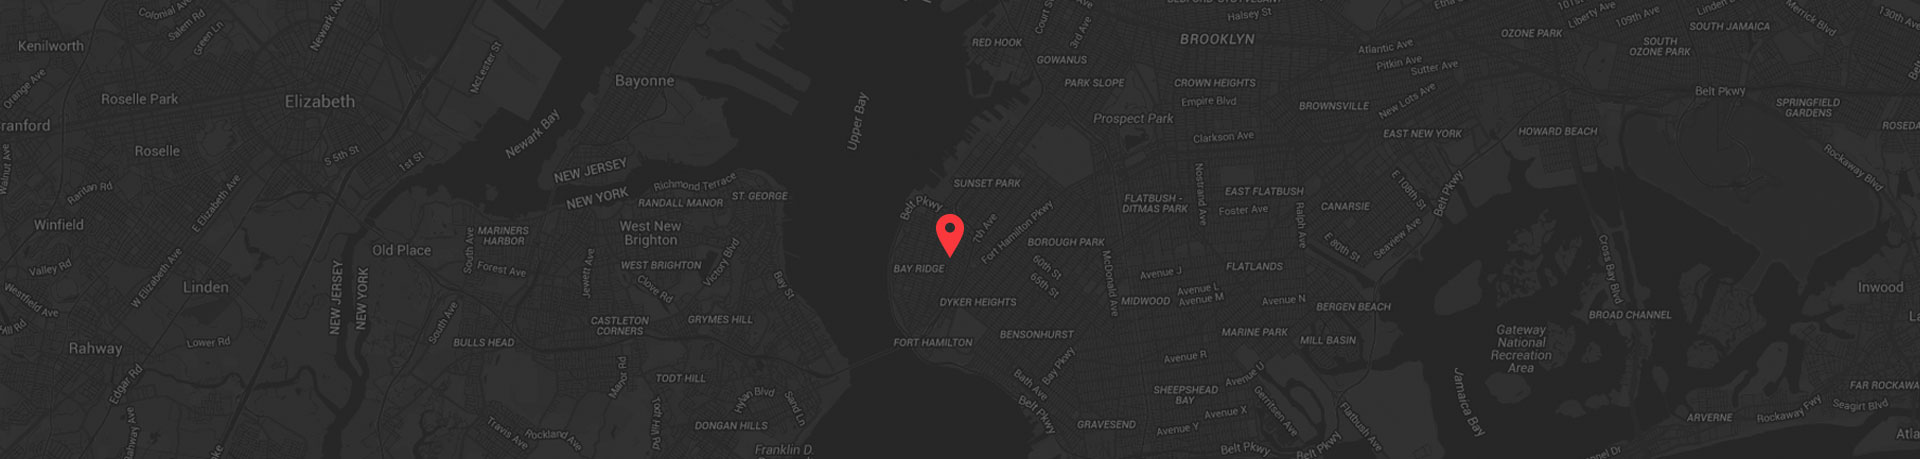 Colonial Ave
Salem Rd
Green Ln
Newark Ave
Kenilworth
Orange Ave
Roselle Park
Elizabeth
McLester St
Bayonne
ranford
Roselle
Walnut Ave
S 5th St
1st St
Newark Bay
Upper Bay
NEW JERSEY
NEW YORK
Richmond Terrace
RANDALL MANOR
ST. GEORGE
Raritan Rd
E Elizabeth Ave
Winfield
Valley Rd
Westfield Ave
Hill Rd
Linden
W Elizabeth Ave
Old Place
South Ave
MARINERS
HARBOR
Forest Ave
West New
Brighton
WEST BRIGHTON
Jewett Ave
Clove Rd
Victory Blvd
Bay St
NEW JERSEY
NEW YORK
South Ave
CASTLETON
CORNERS
GRYMES HILL
Rahway
Lower Rd
BULLS HEAD
Edgar Rd
Manor Rd
TODT HILL
Hylan Blvd
Sand Ln
Todt Hill Rd
DONGAN HILLS
Travis Ave
Rockland Ave
Franklin D.
RED HOOK
Court St
3rd Ave
GOWANUS
PARK SLOPE
Halsey St
BROOKLYN
CROWN HEIGHTS
Empire Blvd
Prospect Park
Clarkson Ave
Atlantic Ave
Pitkin Ave
Sutter Ave
BROWNSVILLE
New Lots Ave
EAST NEW YORK
OZONE PARK
Liberty Ave
109th Ave
Linden
SOUTH
OZONE PARK
SOUTH JAMAICA
Merrick Blvd
130th Ave
Belt Pkwy
SPRINGFIELD
GARDENS
ROSEDA
HOWARD BEACH
Rockaway Blvd
SUNSET PARK
Belt Pkwy
7th Ave
Fort Hamilton Pkwy
BAY RIDGE
BOROUGH PARK
60th St
65th St
DYKER HEIGHTS
FORT HAMILTON
BENSONHURST
Bath Ave
Bay Pkwy
Belt Pkwy
GRAVESEND
FLATBUSH -
DITMAS PARK
Nostrand Ave
EAST FLATBUSH
Foster Ave
Ralph Ave
CANARSIE
E 108th St
Belt Pkwy
E 80th St
Seaview Ave
McDonald Ave
Avenue J
FLATLANDS
Avenue L
MIDWOOD
Avenue M
Avenue N
BERGEN BEACH
MARINE PARK
MILL BASIN
Avenue R
Avenue U
SHEEPSHEAD
BAY
Avenue X
Avenue Y
Gerritsen Ave
Flatbush Ave
Belt Pkwy
Belt Pkwy
Jamaica Bay
Gateway
National
Recreation
Area
Cross Bay Blvd
BROAD CHANNEL
Inwood
FAR ROCKAWA
Seagirt Blvd
Rockaway Fwy
ARVERNE
Atla